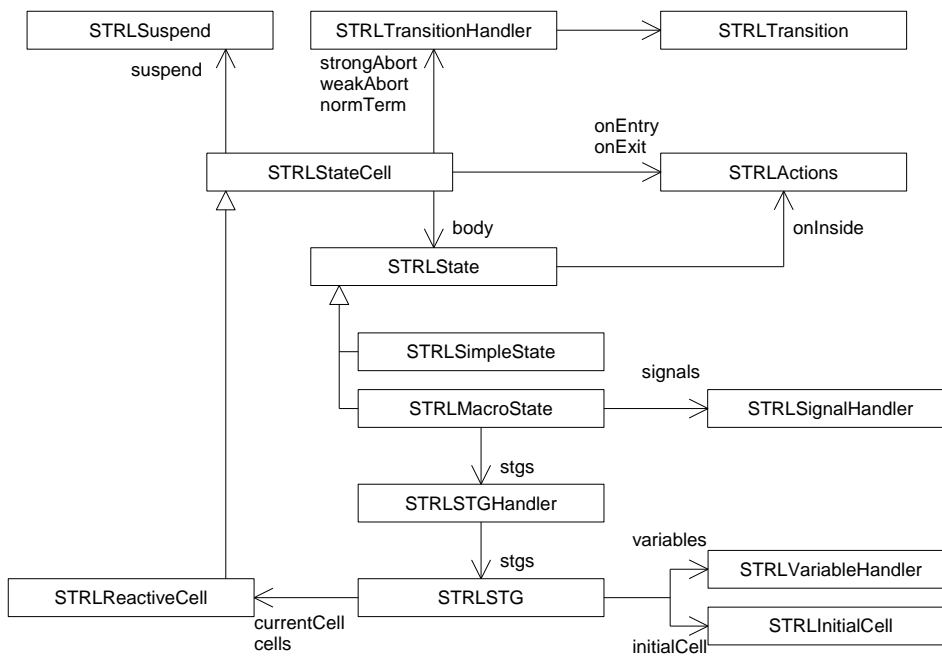 STRLSuspend
STRLTransitionHandler
STRLTransition
suspend
strongAbort
weakAbort
normTerm
onEntry
onExit
STRLStateCell
STRLActions
body
onInside
STRLState
STRLSimpleState
signals
STRLMacroState
STRLSignalHandler
stgs
STRLSTGHandler
stgs
variables
STRLVariableHandler
STRLReactiveCell
STRLSTG
currentCell
cells
STRLInitialCell
initialCell